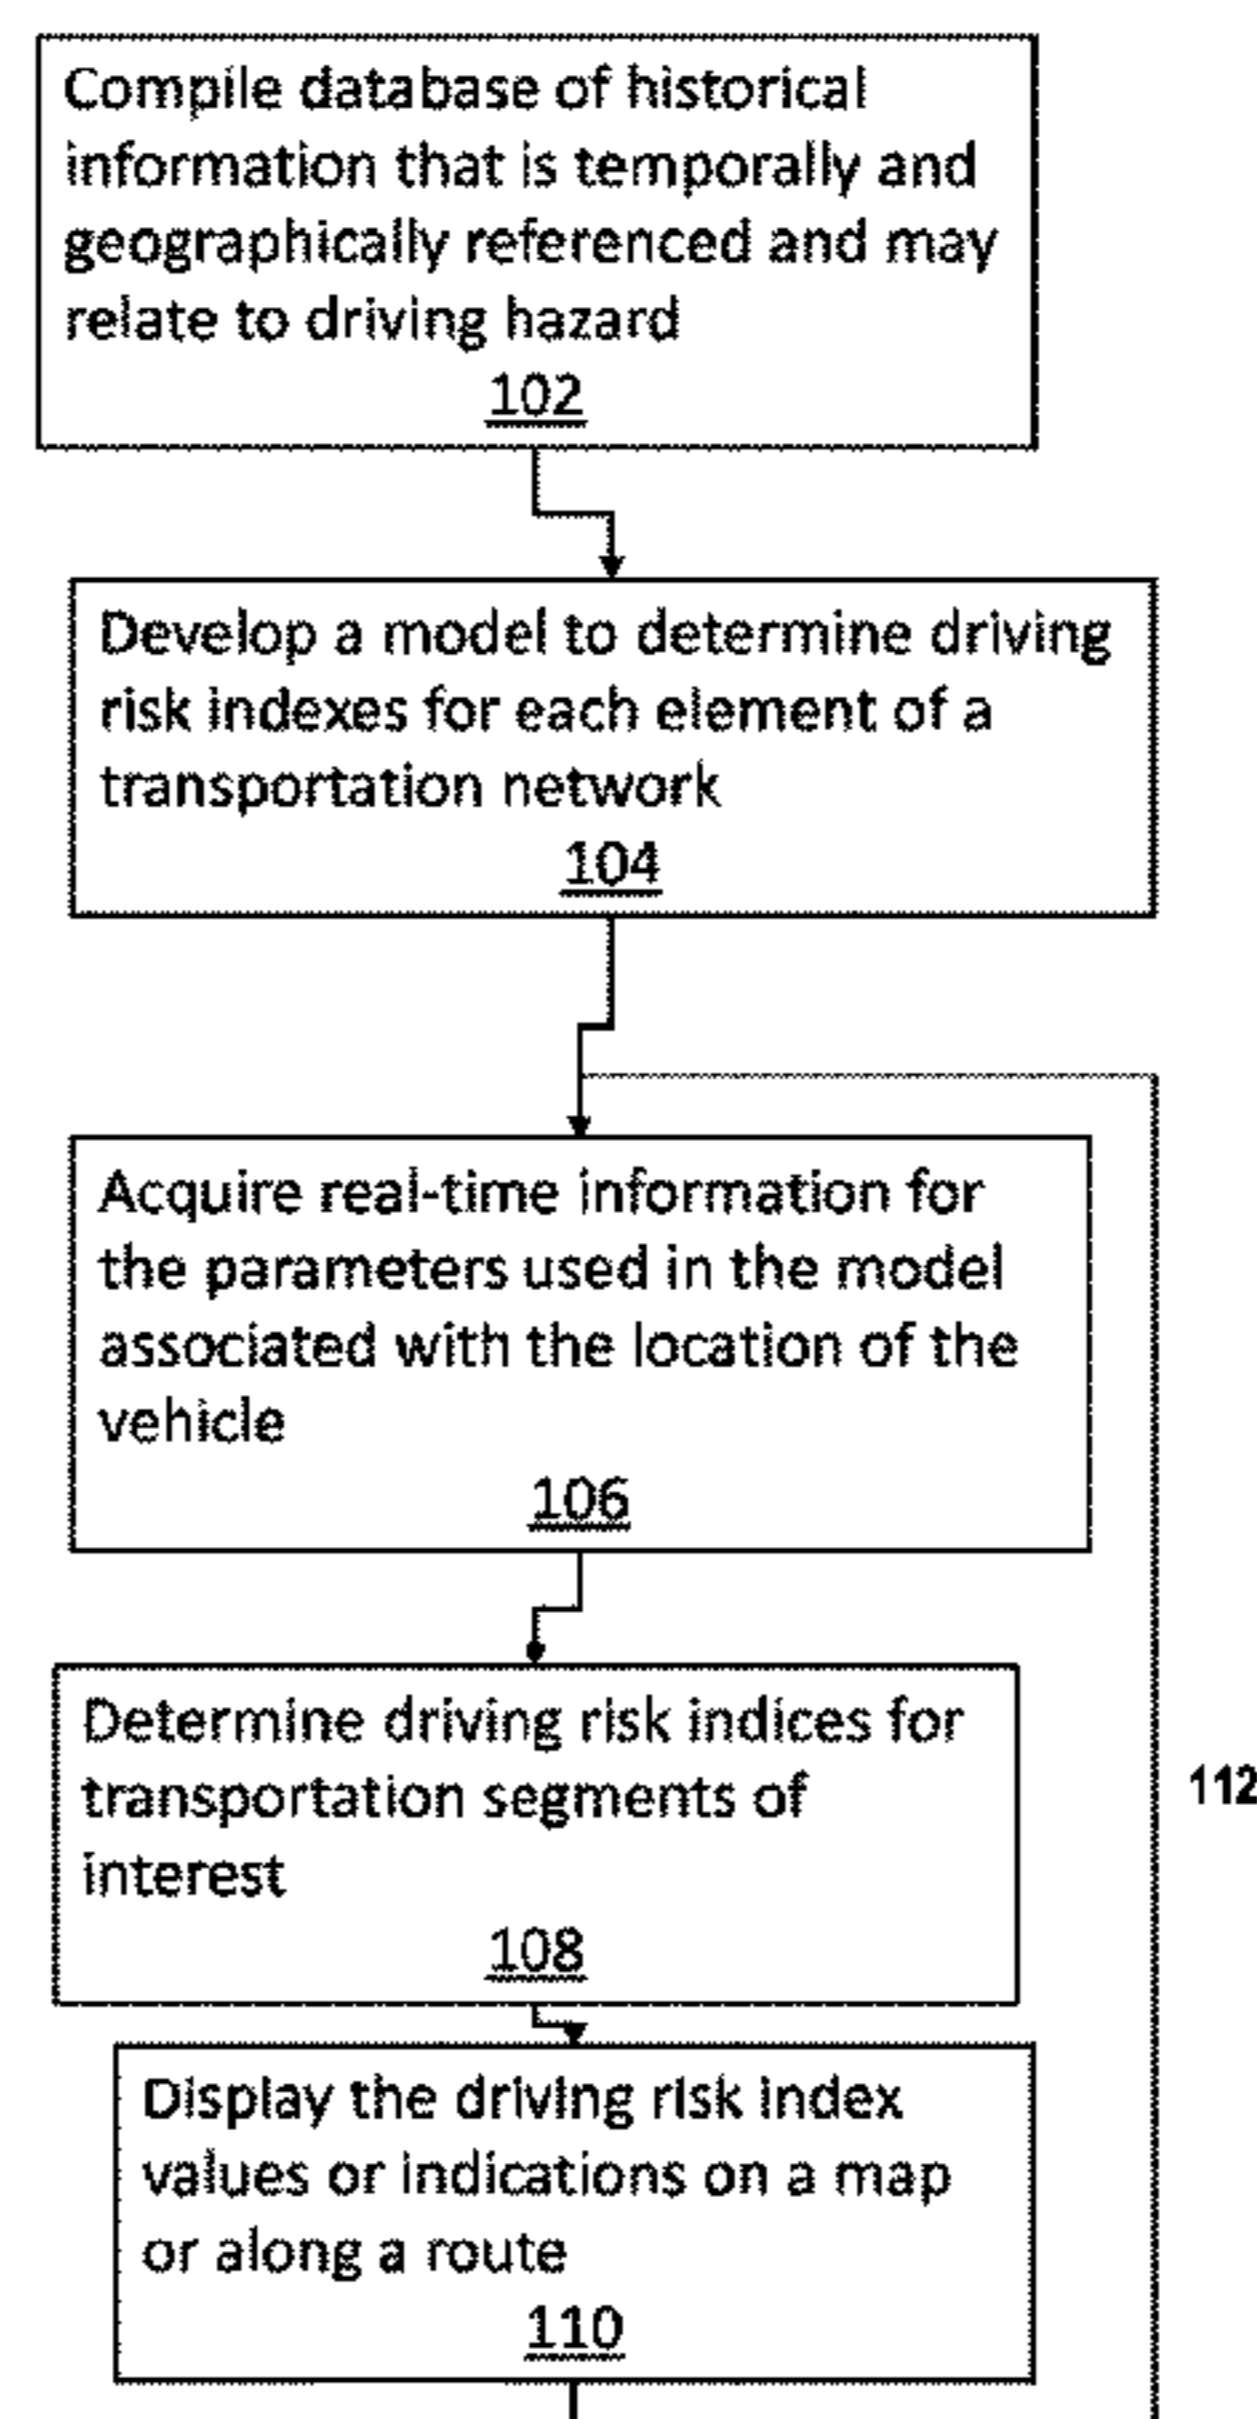 Compile database of historical
information that is temporally and
geographically referenced and may
relate to driving hazard
102
Develop a model to determine driving
risk indexes for each element of a
transportation network
104
Acquire real-time information for
the parameters used in the model
associated with the location of the
vehicle
106
Determine driving risk indices for
transportation segments of
interest
108
112
Display the driving risk index
values or indications on a map
or along a route
110